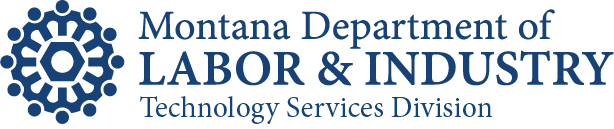 Montana Department of
LABOR & INDUSTRY
Technology Services Division